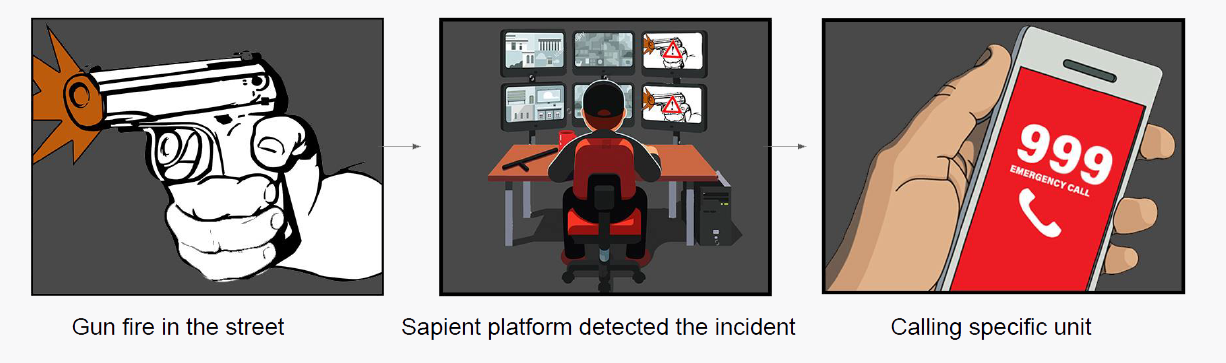 999
EMERGENCY CALL
Gun fire in the street
Sapient platform detected the incident
Calling specific unit